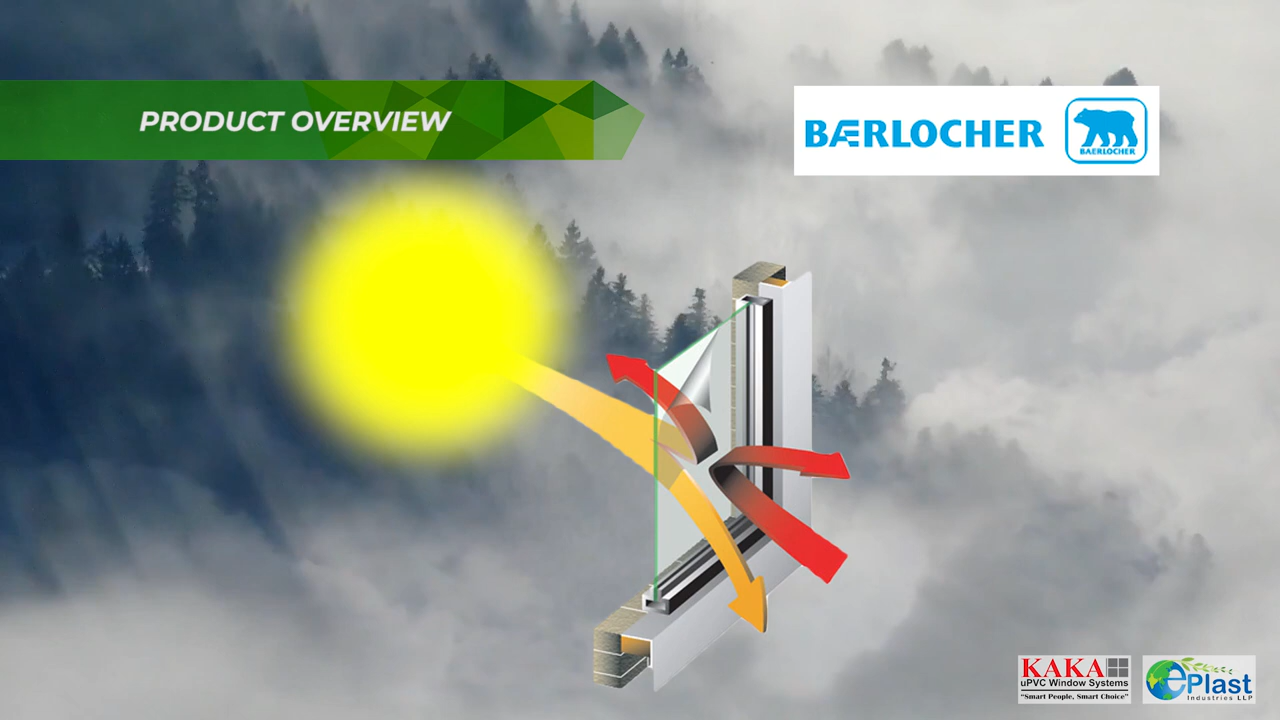 PRODUCT OVERVIEW
BÆRLOCHER
BAERLOCHER
KAKA
uPVC Window Systems
"Smart People, Smart Choice"
ePlast
Industries LLP